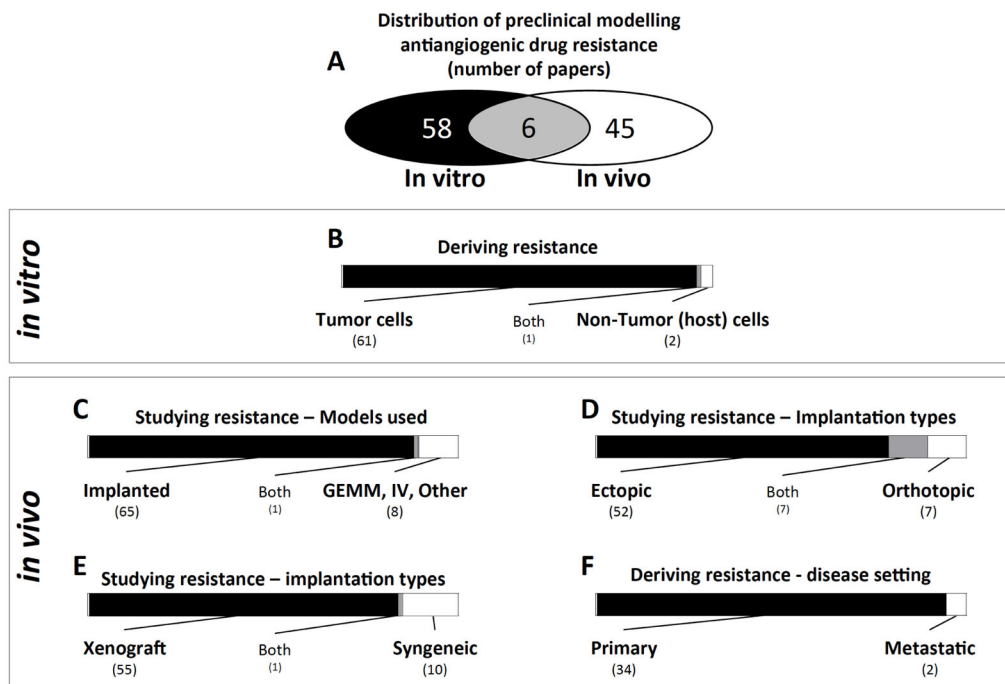 Distribution of preclinical modelling
antiangiogenic drug resistance
(number of papers)
A
58 6 45
In vitro In vivo
in vitro
B
Deriving resistance
Tumor cells Both Non-Tumor (host) cells
(61) (1) (2)
in vivo
C
Studying resistance – Models used
Implanted Both GEMM, IV, Other
(65) (1) (8)
D
Studying resistance – Implantation types
Ectopic Both Orthotopic
(52) (7) (7)
E
Studying resistance – implantation types
Xenograft Both Syngeneic
(55) (1) (10)
F
Deriving resistance - disease setting
Primary Metastatic
(34) (2)